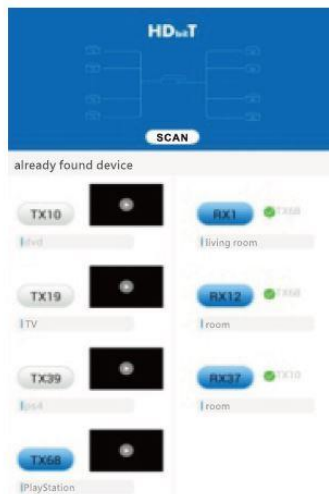 HDbitT
SCAN
already found device
TX10
dvd
TX19
TV
TX39
ps4
TX68
PlayStation
RX1
TX68
living room
RX12
TX68
room
RX37
TX10
room